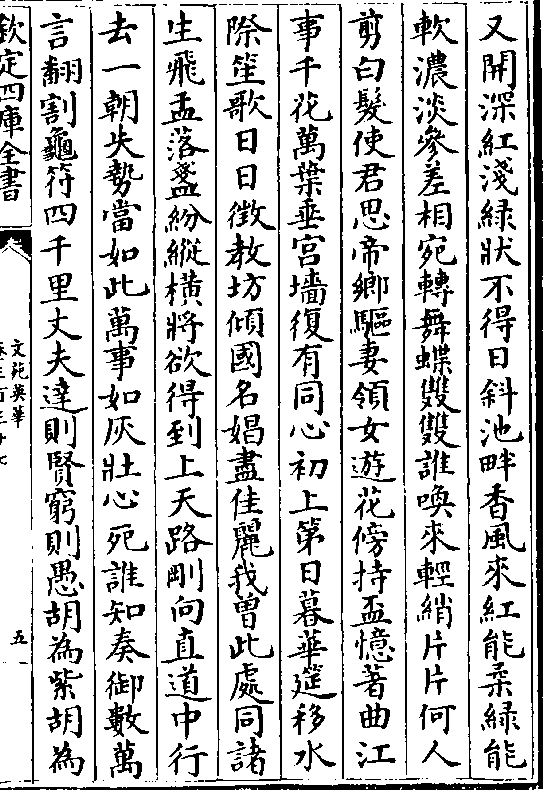 又開深紅淺緑狀不得日斜池畔香風來紅能柔緑能
軟濃淡參差相宛轉舞蝶雙雙誰喚來輕綃片片何人
剪白髮使君思帝鄉驅妻領女遊花傍持盃憶著曲江
事千花萬葉垂宮墻復有同心初上第日暮華筵移水
際笙歌日日徴教坊傾國名娼盡佳麗我曽此處同諸
生飛盂落盞紛縱横將欲得到上天路剛向直道中行
去一朝失勢當如此萬事如灰壯心死誰知奏御數萬
言翻割龜符四千里丈夫達則賢窮則愚胡為紫胡為
欽定四庫全書
文苑英華
卷三百三十七
五